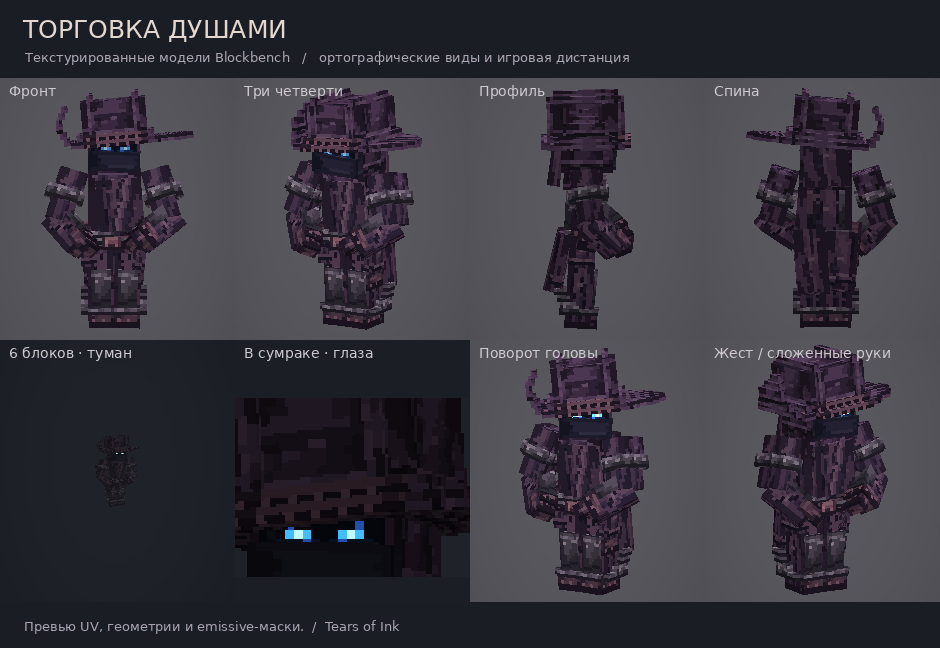 ТОРГОВКА ДУШАМИ
Текстурированные модели Blockbench / ортографические виды и игровая дистанция
Фронт
Три четверти
Профиль
Спина
6 блоков · туман
В сумраке · глаза
Поворот головы
Жест / сложенные руки
Превью UV, геометрии и emissive-маски. / Tears of Ink